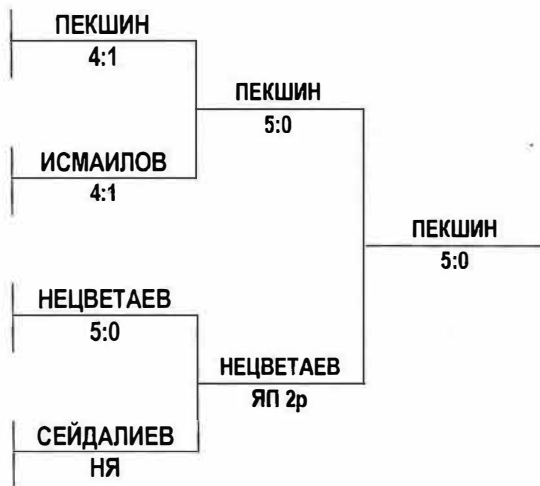 ПЕКШИН
4:1
ПЕКШИН
5:0
ИСМАИЛОВ
4:1
ПЕКШИН
5:0
НЕЦВЕТАЕВ
5:0
НЕЦВЕТАЕВ
ЯП 2р
СЕЙДАЛИЕВ
НЯ